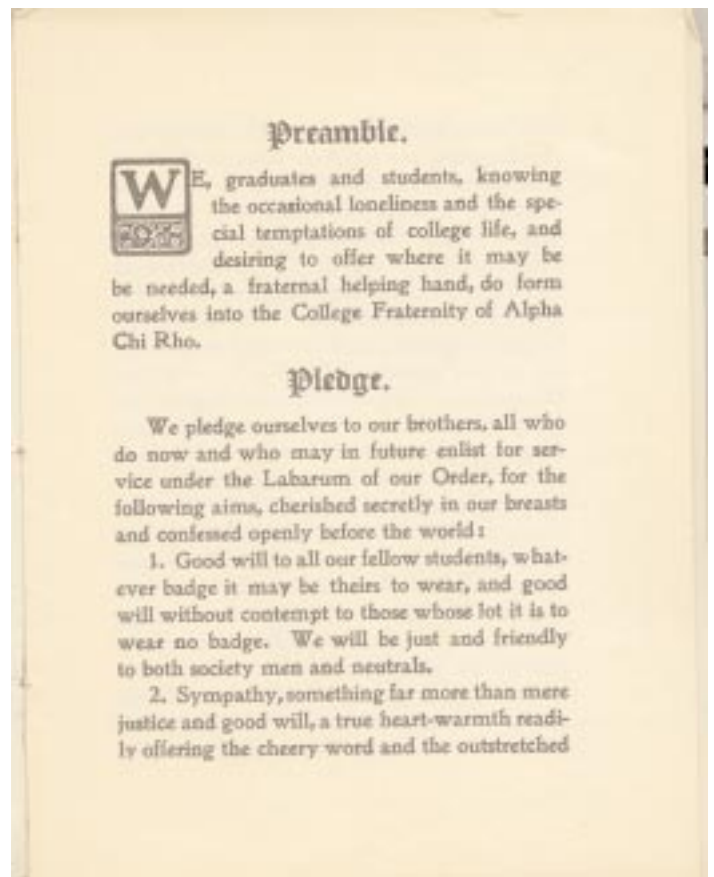 Preamble.
WE, graduates and students, knowing
the occasional loneliness and the spe-
cial temptations of college life, and
desiring to offer where it may be
be needed, a fraternal helping hand, do form
ourselves into the College Fraternity of Alpha
Chi Rho.
Pledge.
We pledge ourselves to our brothers, all who
do now and who may in future enlist for ser-
vice under the Labarum of our Order, for the
following aims, cherished secretly in our breasts
and confessed openly before the world:
1. Good will to all our fellow students, what-
ever badge it may be theirs to wear, and good
will without contempt to those whose lot it is to
wear no badge. We will be just and friendly
to both society men and neutrals.
2. Sympathy, something far more than mere
justice and good will, a true heart-warmth readi-
ly offering the cheery word and the outstretched